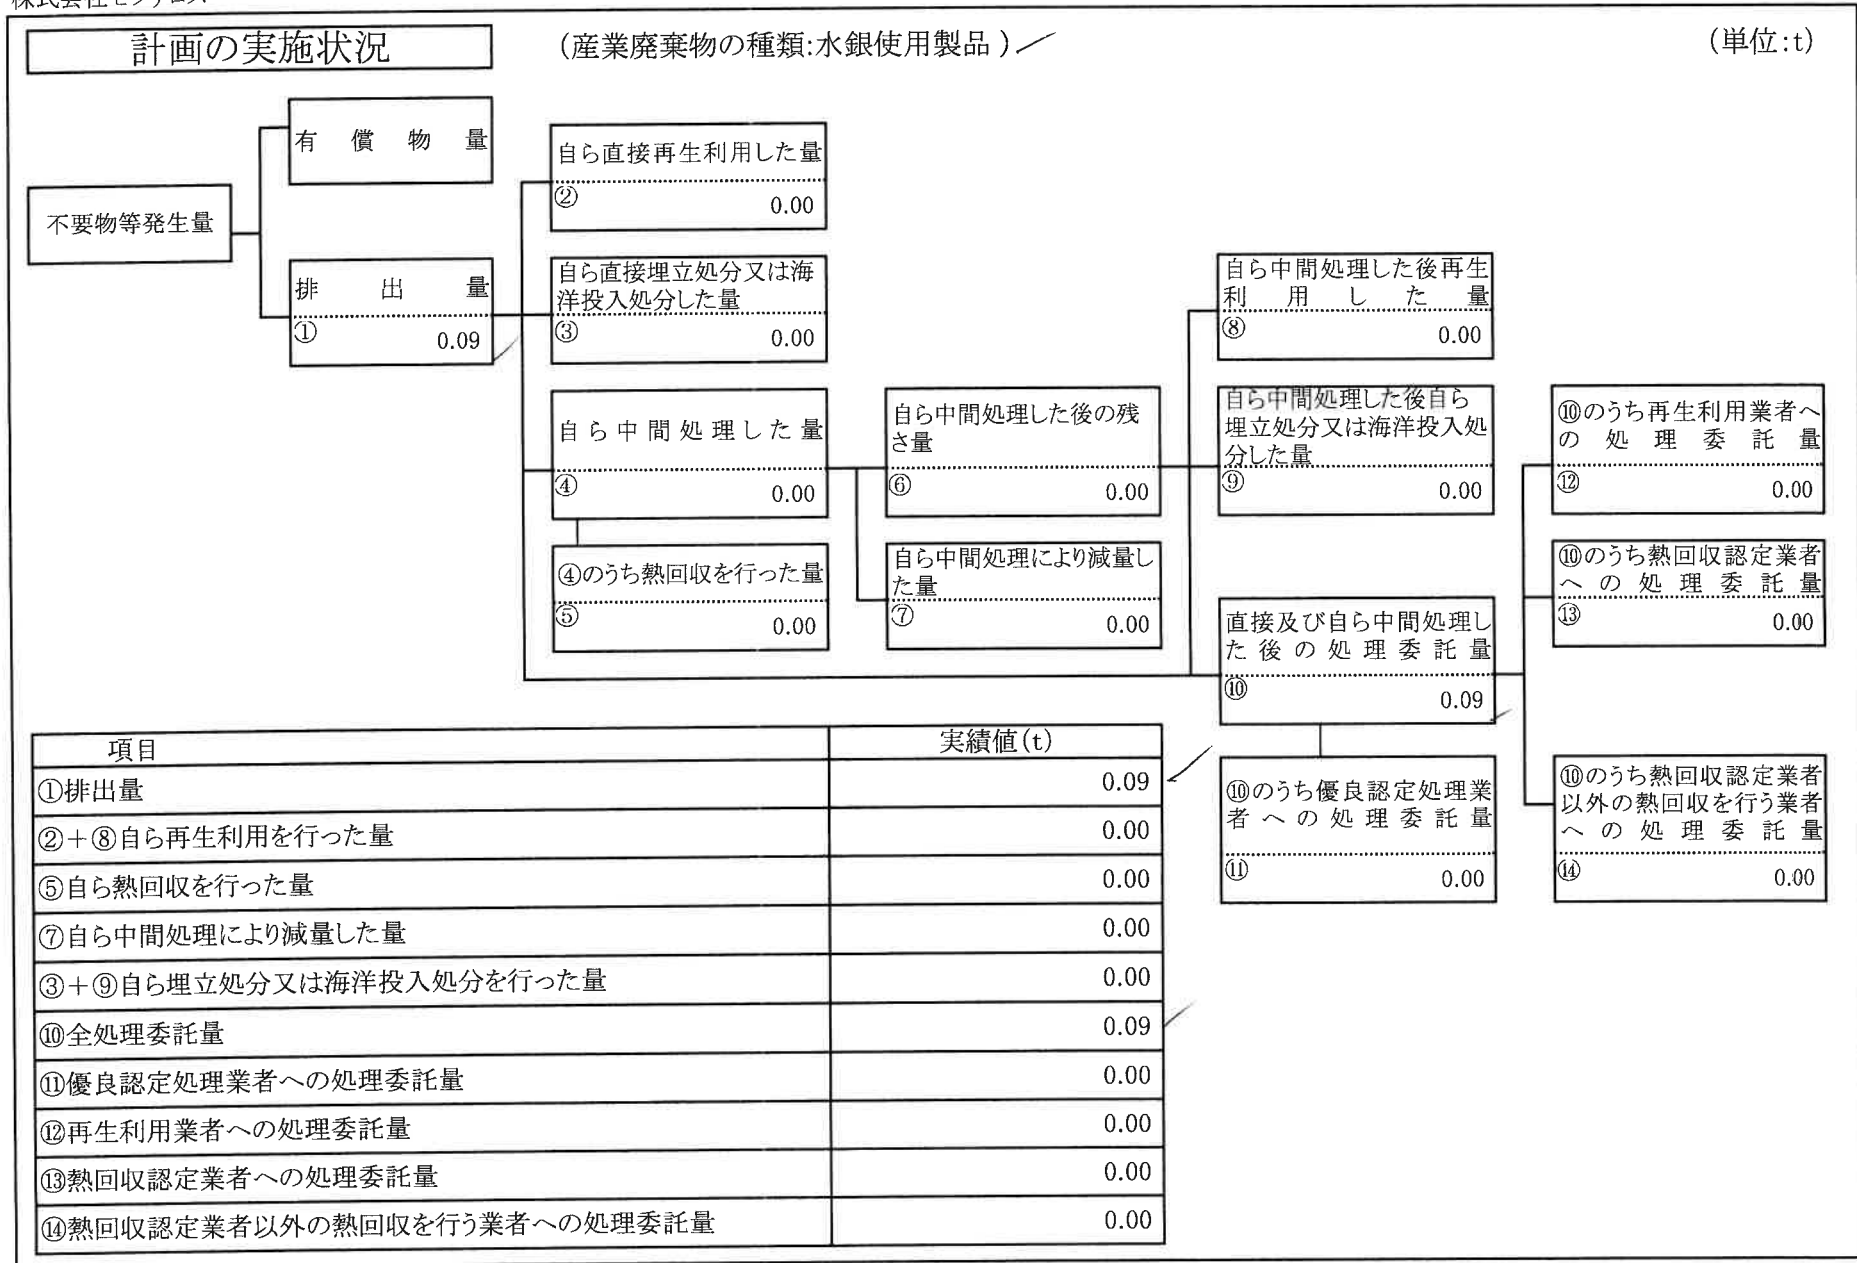 計画の実施状況
(産業廃棄物の種類:水銀使用製品)
(単位:t)
不要物等発生量
有償物量
排出量
① 0.09
自ら直接再生利用した量
② 0.00
自ら直接埋立処分又は海
洋投入処分した量
③ 0.00
自ら中間処理した量
④ 0.00
④のうち熱回収を行った量
⑤ 0.00
自ら中間処理した後の残
さ量
⑥ 0.00
自ら中間処理により減量し
た量
⑦ 0.00
自ら中間処理した後再生
利用した量
⑧ 0.00
自ら中間処理した後自ら
埋立処分又は海洋投入処
分した量
⑨ 0.00
直接及び自ら中間処理し
た後の処理委託量
⑩ 0.09
⑩のうち優良認定処理業
者への処理委託量
⑪ 0.00
⑩のうち再生利用業者へ
の処理委託量
⑫ 0.00
⑩のうち熱回収認定業者
への処理委託量
⑬ 0.00
⑩のうち熱回収認定業者
以外の熱回収を行う業者
への処理委託量
⑭ 0.00
項目 実績値(t)
①排出量 0.09
②+⑧自ら再生利用を行った量 0.00
⑤自ら熱回収を行った量 0.00
⑦自ら中間処理により減量した量 0.00
③+⑨自ら埋立処分又は海洋投入処分を行った量 0.00
⑩全処理委託量 0.09
⑪優良認定処理業者への処理委託量 0.00
⑫再生利用業者への処理委託量 0.00
⑬熱回収認定業者への処理委託量 0.00
⑭熱回収認定業者以外の熱回収を行う業者への処理委託量 0.00